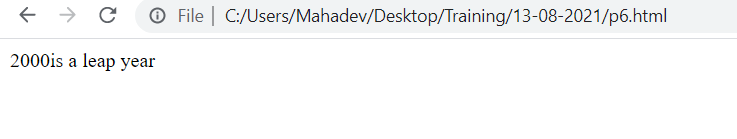 File | C:/Users/Mahadev/Desktop/Training/13-08-2021/p6.html
2000is a leap year